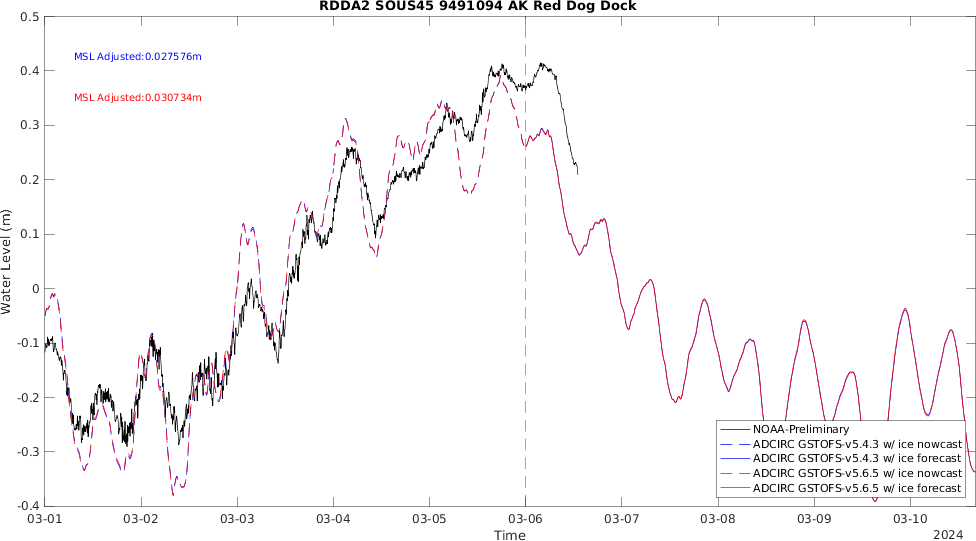 RDDA2 SOUS45 9491094 AK Red Dog Dock
MSL Adjusted:0.027576m
MSL Adjusted:0.030734m
Water Level (m)
0.5
0.4
0.3
0.2
0.1
0
-0.1
-0.2
-0.3
-0.4
NOAA-Preliminary
ADCIRC GSTOFS-v5.4.3 w/ ice nowcast
ADCIRC GSTOFS-v5.4.3 w/ ice forecast
ADCIRC GSTOFS-v5.6.5 w/ ice nowcast
ADCIRC GSTOFS-v5.6.5 w/ ice forecast
03-01 03-02 03-03 03-04 03-05 03-06 03-07 03-08 03-09 03-10
Time
2024